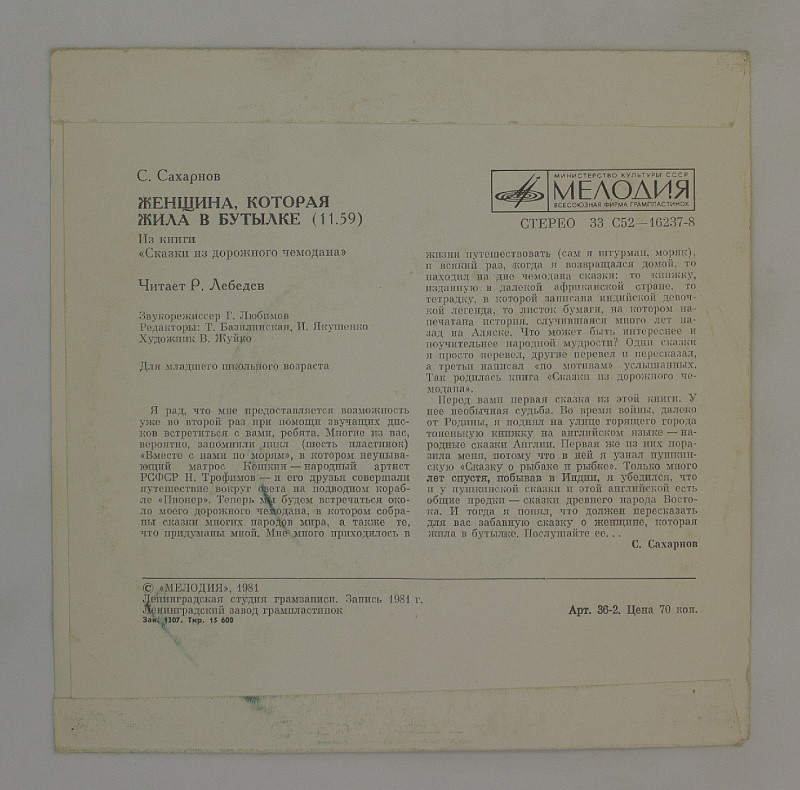 С. Сахарнов
ЖЕНЩИНА, КОТОРАЯ
ЖИЛА В БУТЫЛКЕ (11.59)
Из книги
«Сказки из дорожного чемодана»
Читает Р. Лебедев
Звукорежиссер Г. Любимов
Редакторы: Т. Базилинская, И. Якушенко
Художник В. Жуйко
Для младшего школьного возраста
Я рад, что мне предоставляется возможность
уже во второй раз при помощи звучащих дис-
ков встретиться с вами, ребята. Многие из вас,
вероятно, запомнили цикл (шесть пластинок)
«Вместе с нами по морям», в котором неуныва-
ющий матрос Кошкин — народный артист
РСФСР Н. Трофимов — и его друзья совершали
путешествие вокруг света на подводном кораб-
ле «Пионер». Теперь мы будем встречаться око-
ло моего дорожного чемодана, в котором собра-
ны сказки многих народов мира, а также те,
что придуманы мной. Мне много приходилось в
МИНИСТЕРСТВО КУЛЬТУРЫ СССР
МЕЛОДИЯ
ВСЕСОЮЗНАЯ ФИРМА ГРАМПЛАСТИНОК
СТЕРЕО 33 С52—16237-8
жизни путешествовать (сам я штурман, моряк),
и всякий раз, когда я возвращался домой, то
находил на дне чемодана сказки: то книжку,
изданную в далекой африканской стране, то
тетрадку, в которой записана индийской девоч-
кой легенда, то листок бумаги, на котором на-
печатана история, случившаяся много лет на-
зад на Аляске. Что может быть интереснее и
поучительнее народной мудрости? Одни сказки
я просто перевел, другие перевел и пересказал,
а третьи написал «по мотивам» услышанных.
Так родилась книга «Сказки из дорожного че-
модана».
Перед вами первая сказка из этой книги. У
нее необычная судьба. Во время войны, далеко
от Родины, я поднял на улице горящего города
тоненькую книжку на английском языке — на-
родные сказки Англии. Первая же из них пора-
зила меня, потому что в ней я узнал пушкин-
скую «Сказку о рыбаке и рыбке». Только много
лет спустя, побывав в Индии, я убедился, что
и у пушкинской сказки и этой английской есть
общие предки — сказки древнего народа Восто-
ка. И тогда я понял, что должен пересказать
для вас забавную сказку о женщине, которая
жила в бутылке. Послушайте ее...
С. Сахарнов
© «МЕЛОДИЯ», 1981
Ленинградская студия грамзаписи. Запись 1981 г.
Ленинградский завод грампластинок
Зак. 1307. Тир. 15 600
Арт. 36-2. Цена 70 коп.